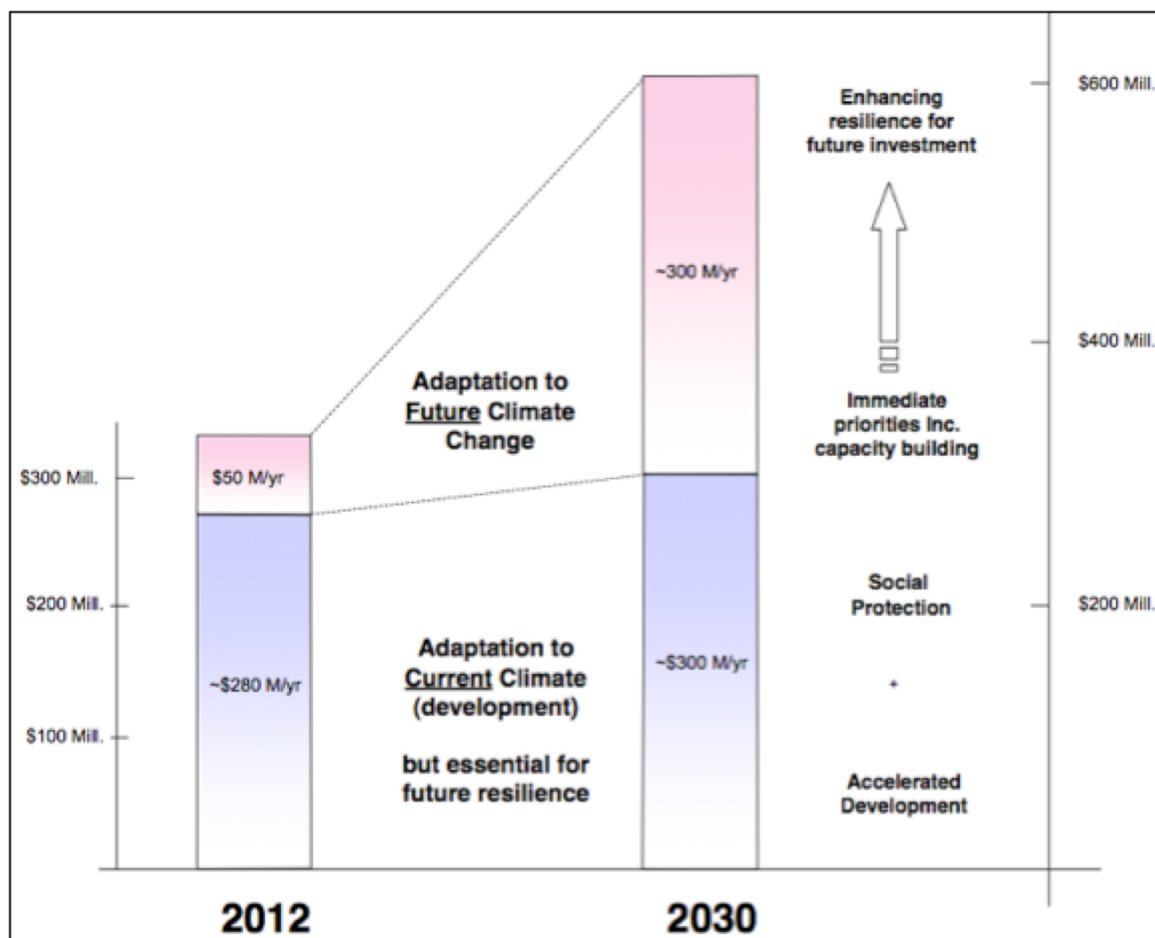 $600 Mill.
Enhancing
resilience for
future investment
~300 M/yr
$400 Mill.
Adaptation to
Future Climate
Change
Immediate
priorities Inc.
capacity building
$300 Mill.
$50 M/yr
Social
Protection
$200 Mill.
$200 Mill.
Adaptation to
Current Climate
(development)
~$280 M/yr
~$300 M/yr
+
$100 Mill.
but essential for
future resilience
Accelerated
Development
2012
2030